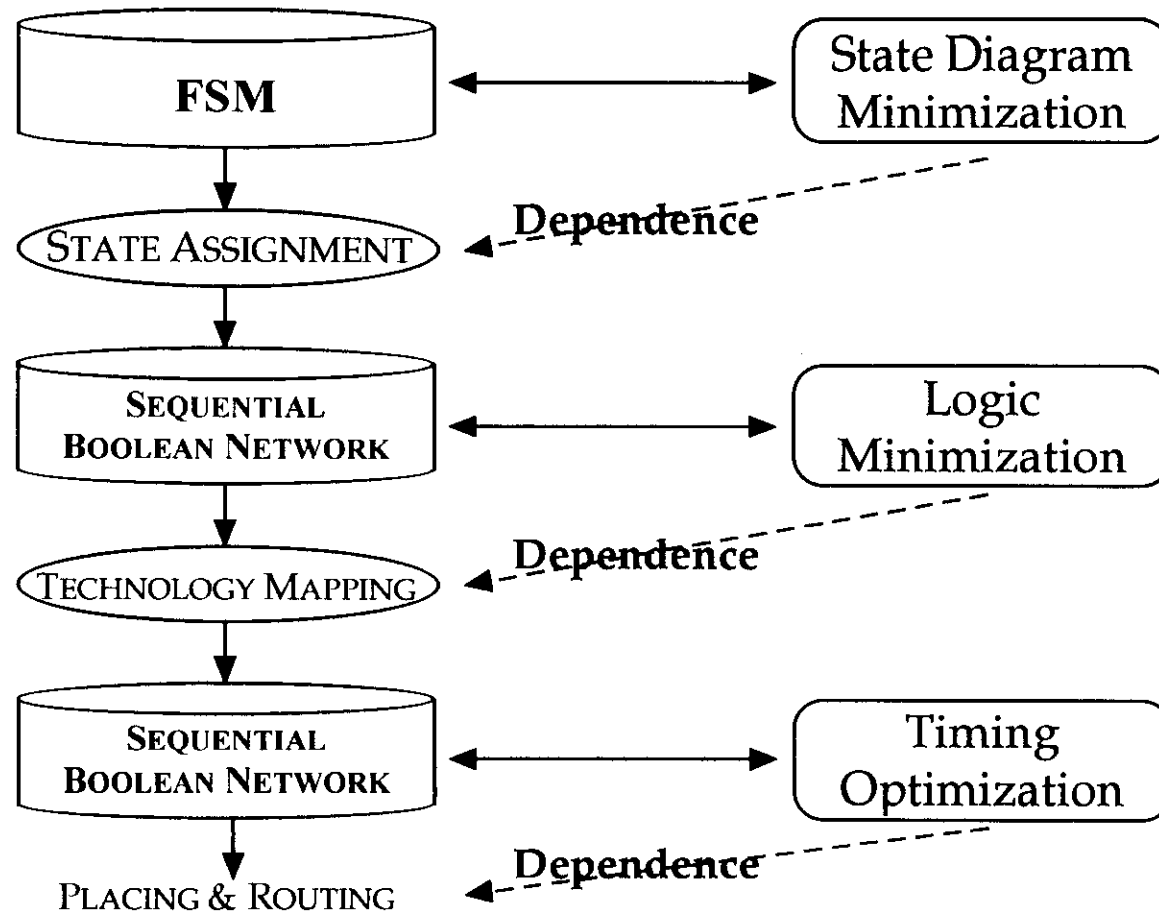 FSM
State Diagram
Minimization
Dependence
STATE ASSIGNMENT
SEQUENTIAL
BOOLEAN NETWORK
Logic
Minimization
Dependence
TECHNOLOGY MAPPING
SEQUENTIAL
BOOLEAN NETWORK
Timing
Optimization
Dependence
PLACING & ROUTING